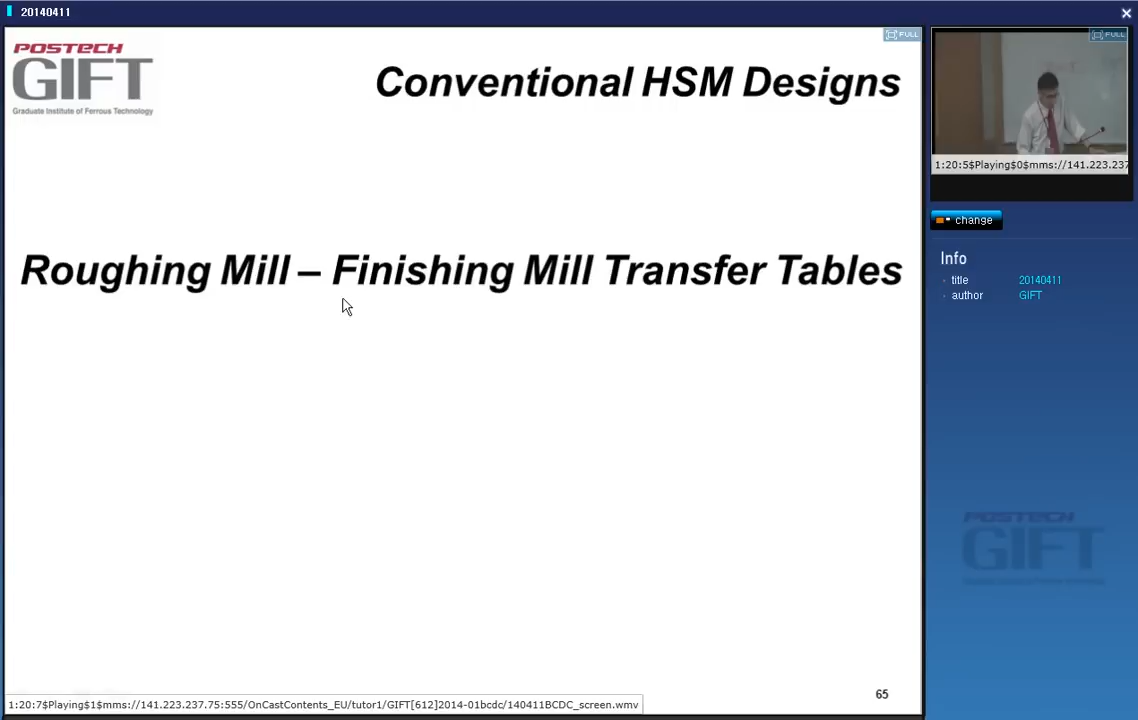 20140411
POSTECH
GIFT
Graduate Institute of Ferrous Technology
FULL
Conventional HSM Designs
Roughing Mill – Finishing Mill Transfer Tables
65
1:20:7$Playing$1$mms://141.223.237.75:555/OnCastContents_EU/tutor1/GIFT[612]2014-01bcdc/140411BCDC_screen.wmv
FULL
1:20:5$Playing$0$mms://141.223.237
change
Info
title 20140411
author GIFT
POSTECH
GIFT